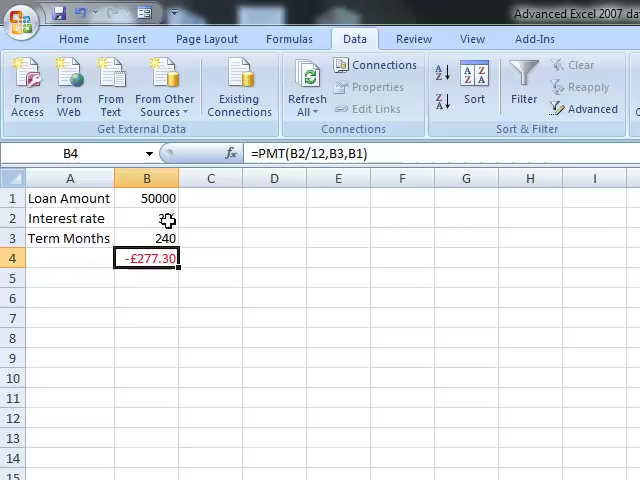 Advanced Excel 2007 da
Home Insert Page Layout Formulas Data Review View Add-Ins
From Access
From Web
From Text
From Other Sources
Existing Connections
Get External Data
Refresh All
Connections
Properties
Edit Links
Connections
Sort
Filter
Clear
Reapply
Advanced
Sort & Filter
B4 fx =PMT(B2/12,B3,B1)
A B C D E F G H I
1 Loan Amount 50000
2 Interest rate
3 Term Months 240
4 -£277.30
5
6
7
8
9
10
11
12
13
14
15